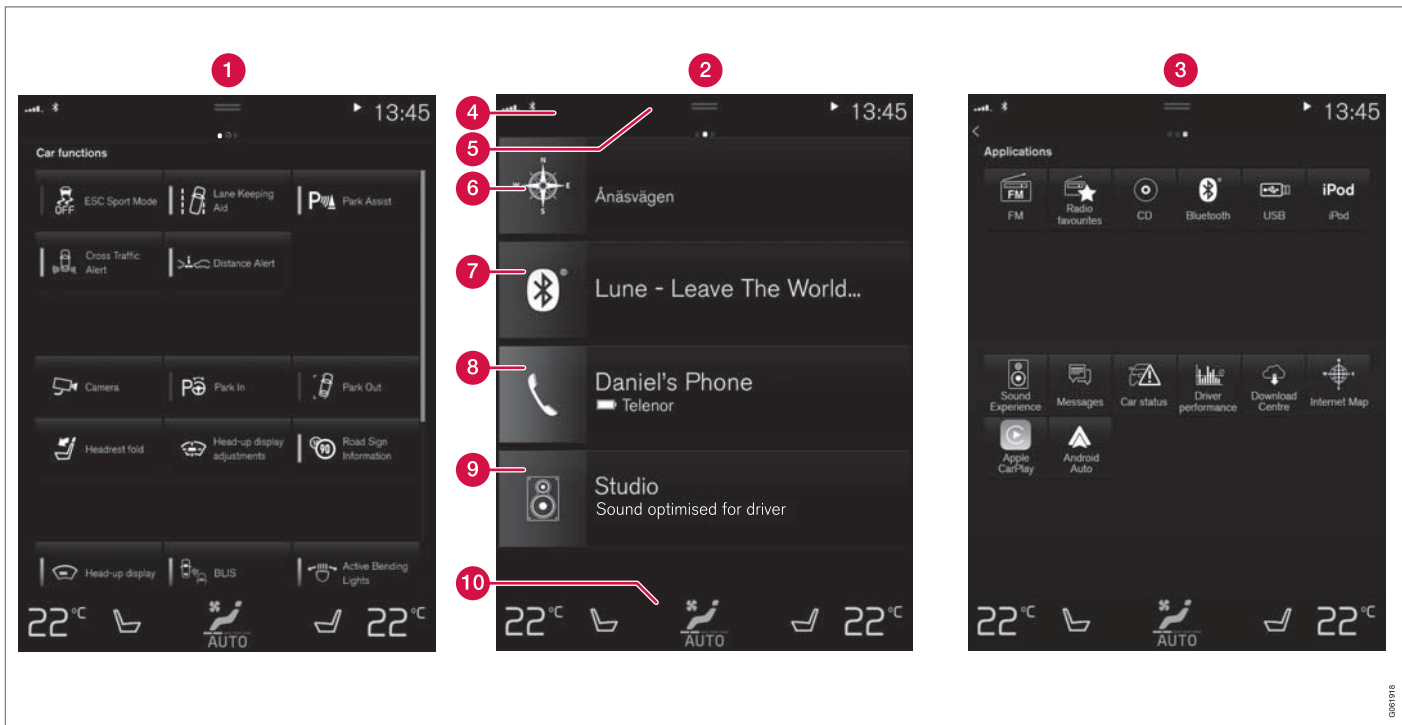 1
2
3
13:45
Car functions
ESC Sport Mode
OFF
Lane Keeping
Aid
Park Assist
Cross Traffic
Alert
Distance Alert
Camera
Park In
Park Out
Headrest fold
Head-up display
adjustments
90
Road Sign
Information
Head-up display
BLIS
Active Bending
Lights
22°C
AUTO
22°C
4
13:45
5
6
N
W
E
S
Ånäsvägen
7
Lune - Leave The World...
8
Daniel's Phone
Telenor
9
Studio
Sound optimised for driver
10
22°C
AUTO
22°C
13:45
Applications
FM
FM
Radio
favourites
CD
Bluetooth
USB
iPod
iPod
Sound
Experience
Messages
Car status
Driver
performance
Download
Centre
Internet Map
Apple
CarPlay
Android
Auto
22°C
AUTO
22°C
G061918